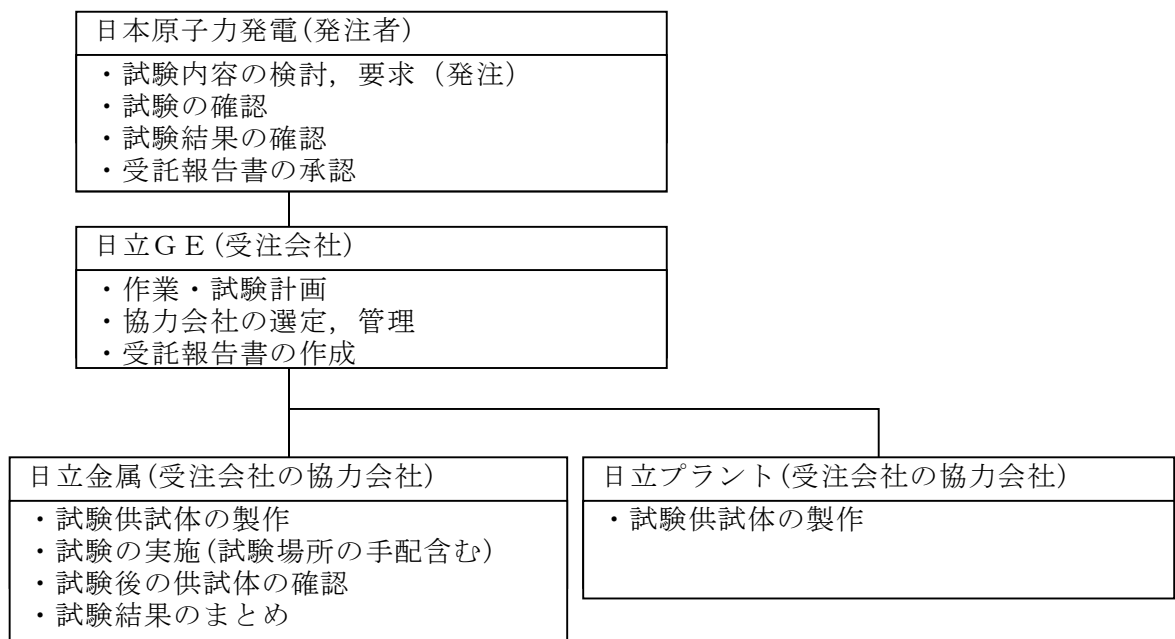 日本原子力発電(発注者)
・試験内容の検討，要求（発注）
・試験の確認
・試験結果の確認
・受託報告書の承認
日立ＧＥ(受注会社)
・作業・試験計画
・協力会社の選定，管理
・受託報告書の作成
日立金属(受注会社の協力会社)
・試験供試体の製作
・試験の実施(試験場所の手配含む)
・試験後の供試体の確認
・試験結果のまとめ
日立プラント(受注会社の協力会社)
・試験供試体の製作